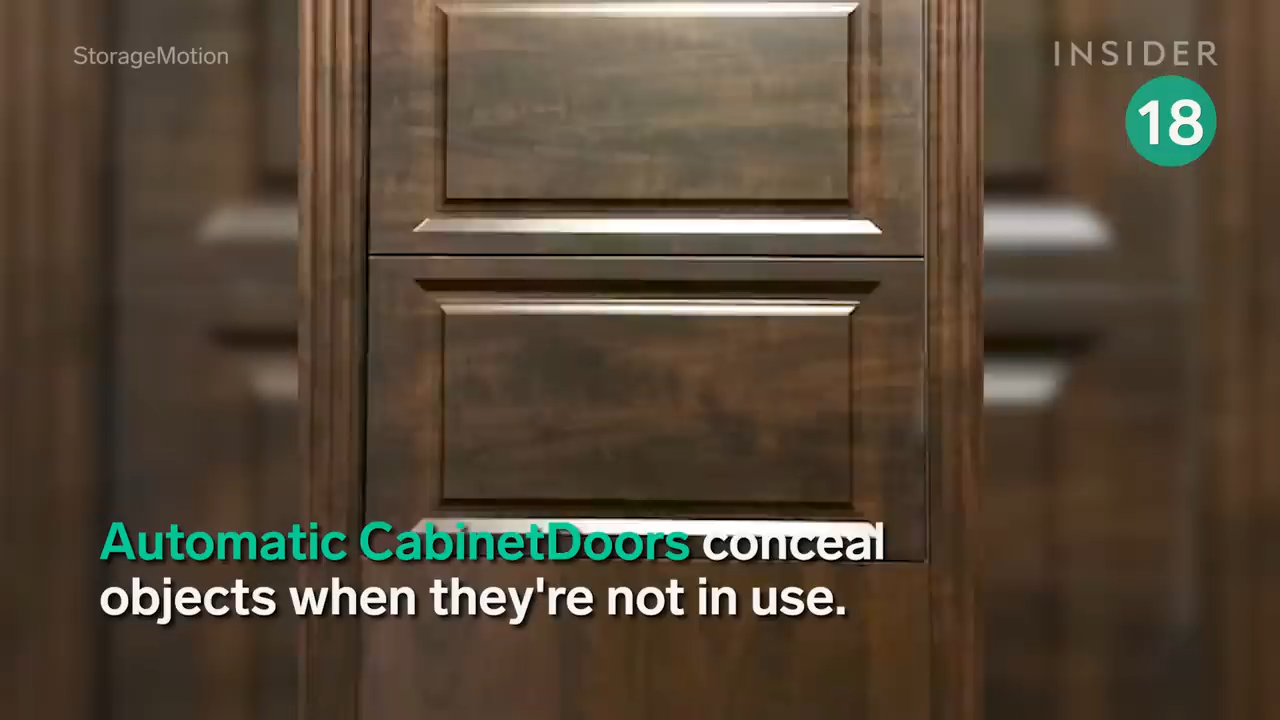 StorageMotion
INSIDER
18
Automatic CabinetDoors conceal
objects when they're not in use.